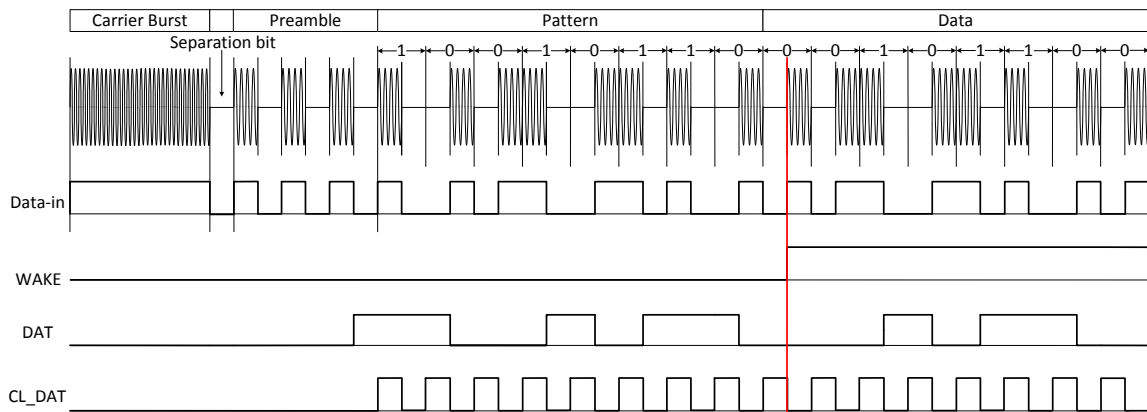 Carrier Burst Preamble Pattern Data
Separation bit
1 0 0 1 0 1 1 0 0 0 1 0 1 1 0 0
Data-in
WAKE
DAT
CL_DAT